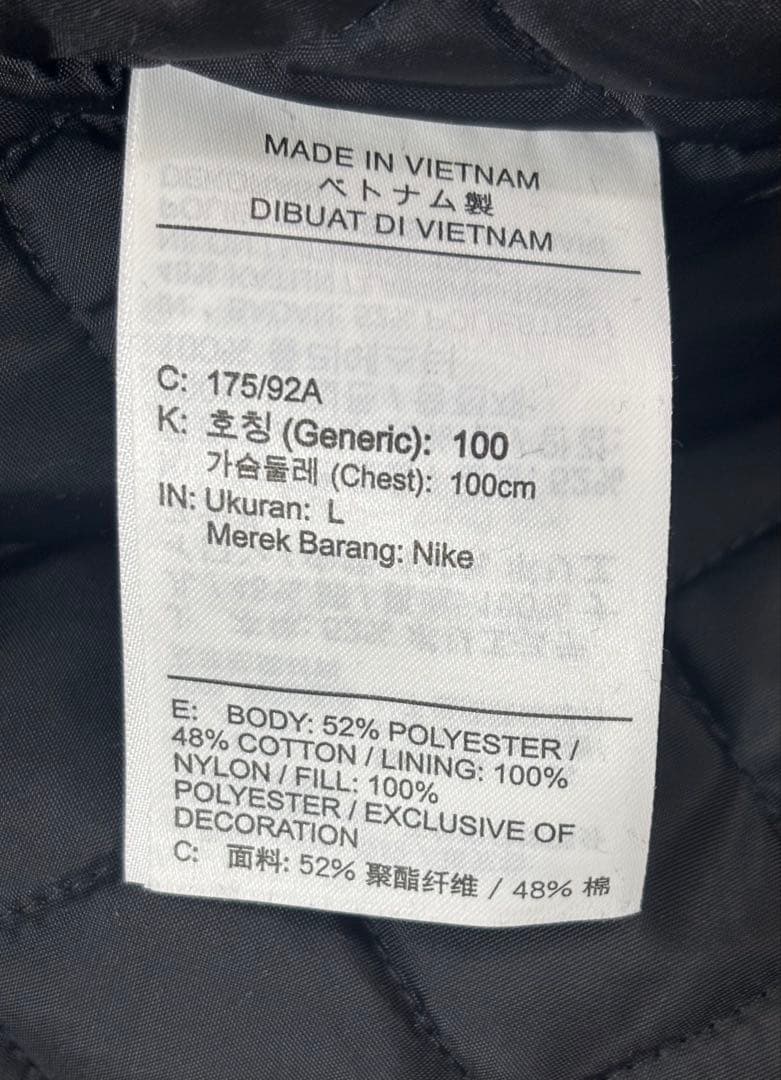 MADE IN VIETNAM
ベトナム製
DIBUAT DI VIETNAM
C: 175/92A
K: 호칭 (Generic): 100
가슴둘레 (Chest): 100cm
IN: Ukuran: L
Merek Barang: Nike
E: BODY: 52% POLYESTER /
48% COTTON / LINING: 100%
NYLON / FILL: 100%
POLYESTER / EXCLUSIVE OF
DECORATION
C: 面料: 52% 聚酯纤维 / 48% 棉